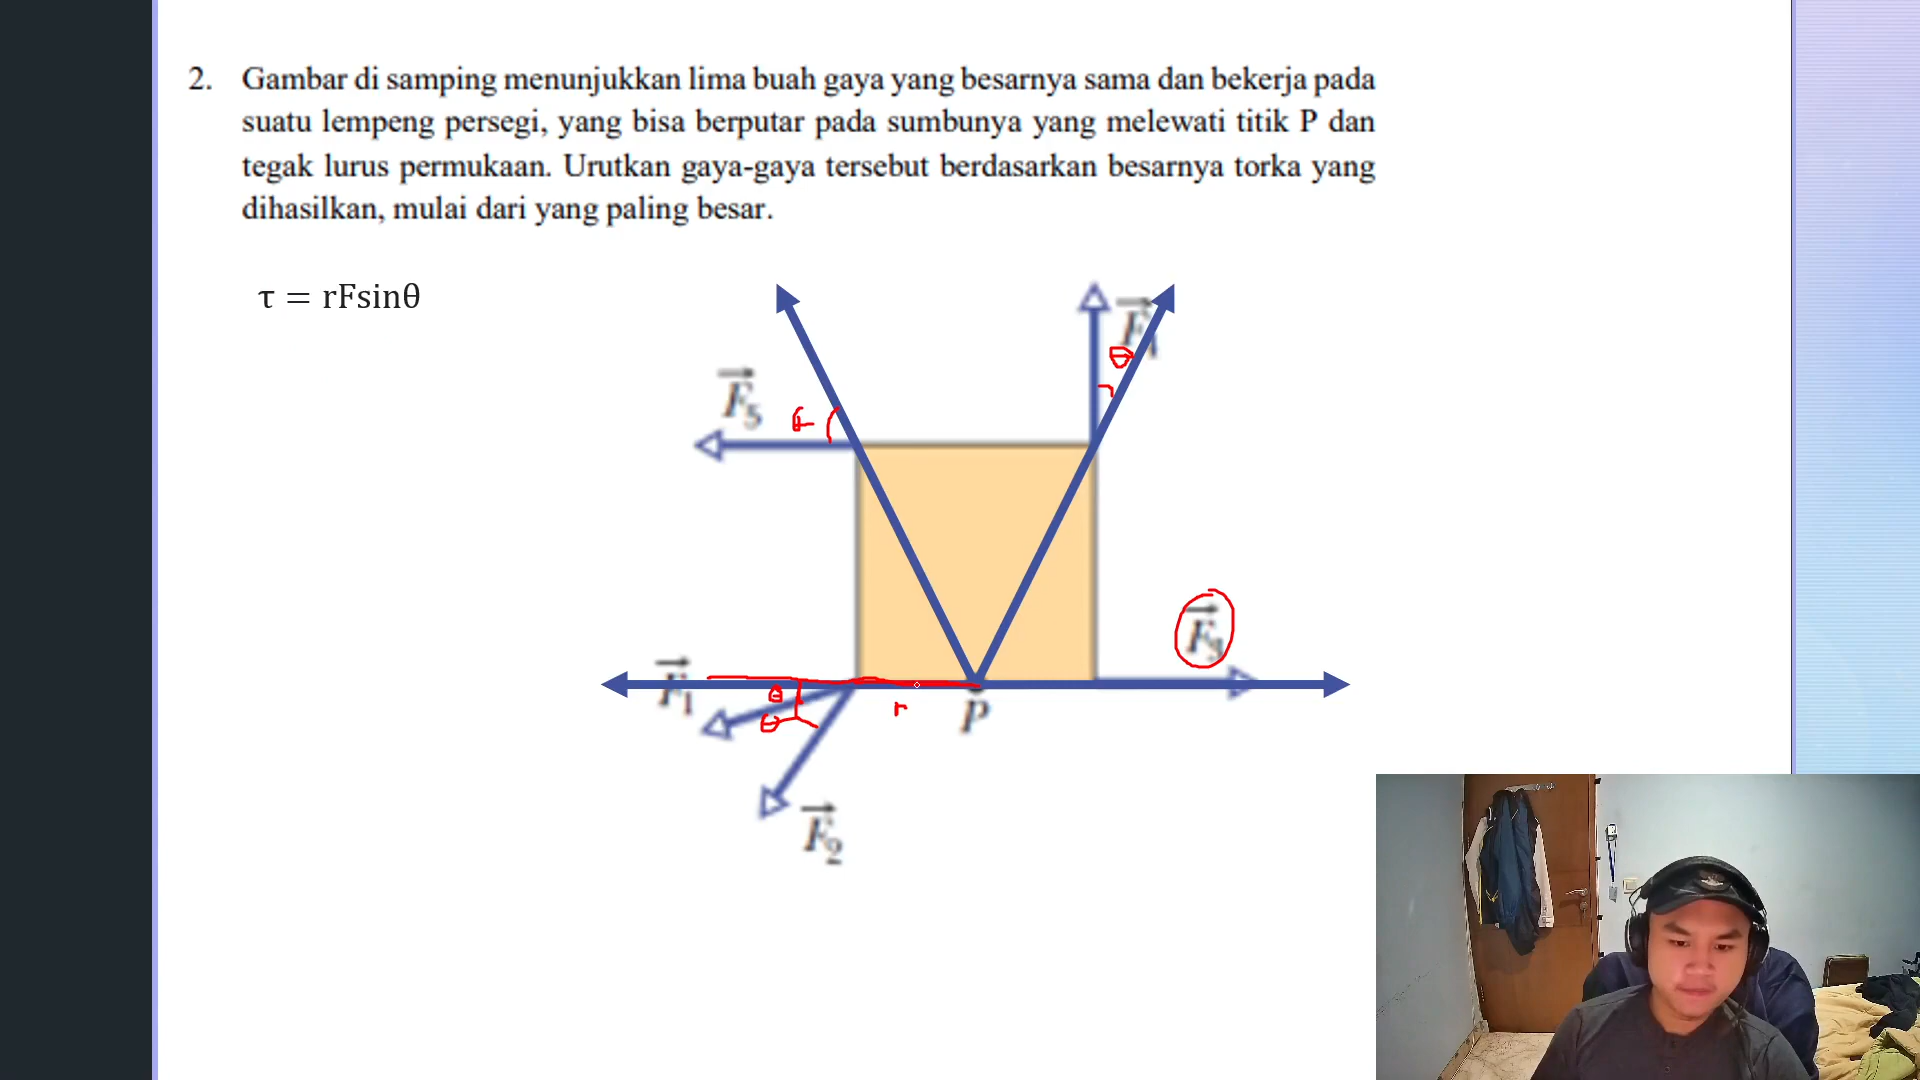 2. Gambar di samping menunjukkan lima buah gaya yang besarnya sama dan bekerja pada
suatu lempeng persegi, yang bisa berputar pada sumbunya yang melewati titik P dan
tegak lurus permukaan. Urutkan gaya-gaya tersebut berdasarkan besarnya torka yang
dihasilkan, mulai dari yang paling besar.
τ = rFsinθ
F₅
θ
F₃
F₁
θ
θ
r
P
F₂